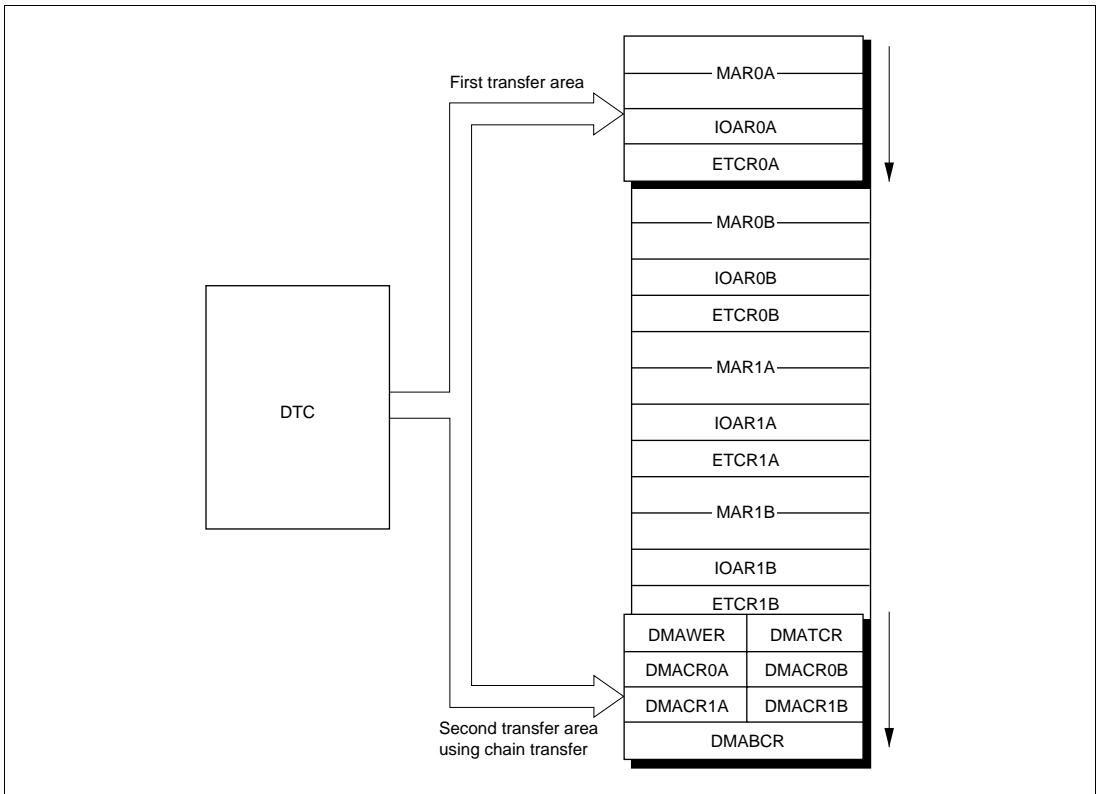 First transfer area
MAR0A
IOAR0A
ETCR0A
MAR0B
IOAR0B
ETCR0B
MAR1A
DTC
IOAR1A
ETCR1A
MAR1B
IOAR1B
ETCR1B
DMAWER DMATCR
DMACR0A DMACR0B
DMACR1A DMACR1B
Second transfer area
using chain transfer
DMABCR